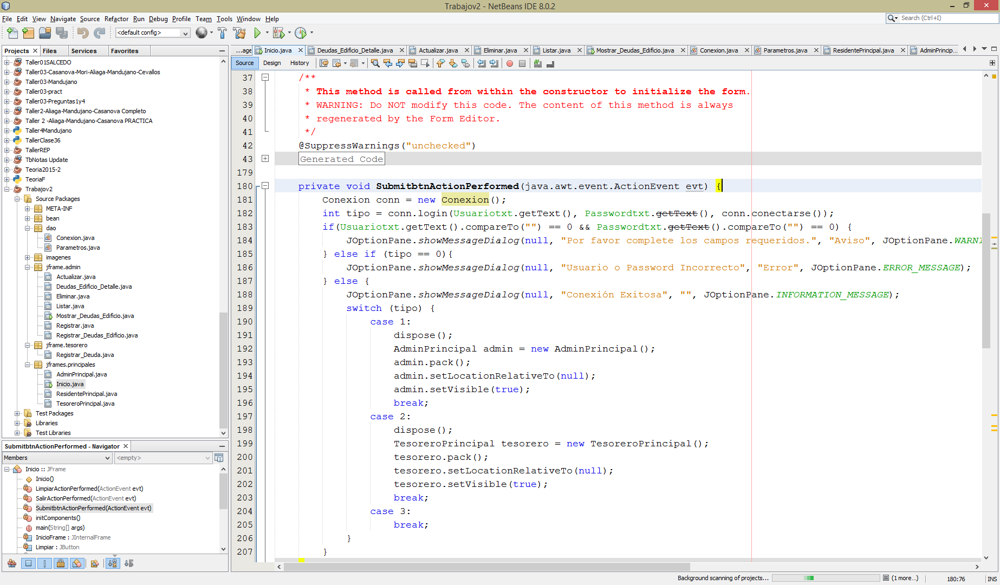 Trabajov2 - NetBeans IDE 8.0.2
File Edit View Navigate Source Refactor Run Debug Profile Team Tools Window Help
Search (Ctrl+I)
<default config>
Projects Files Services Favorites
Taller01SALCEDO
Taller03-Casanova-Mori-Aliaga-Mandujano-Cevallos
Taller03-Mandujano
Taller03-pract
Taller03-Preguntas1y4
Taller2-Aliaga-Mandujano-Casanova Completo
Taller 2 -Aliaga-Mandujano-Casanova PRACTICA
Taller4Mandujano
TallerClase36
TallerREP
TbNotas Update
Teoria2015-2
TeoriaF
Trabajov2
Source Packages
META-INF
bean
dao
Conexion.java
Parametros.java
imagenes
jframe.admin
Actualizar.java
Deudas_Edificio_Detalle.java
Eliminar.java
Listar.java
Mostrar_Deudas_Edificio.java
Registrar.java
Registrar_Deudas_Edificio.java
jframe.tesorero
Registrar_Deuda.java
jframes.principales
AdminPrincipal.java
Inicio.java
ResidentePrincipal.java
TesoreroPrincipal.java
Test Packages
Libraries
Test Libraries
SubmitbtnActionPerformed - Navigator
Members <empty>
Inicio :: JFrame
Inicio()
LimpiarActionPerformed(ActionEvent evt)
SalirActionPerformed(ActionEvent evt)
SubmitbtnActionPerformed(ActionEvent evt)
initComponents()
main(String[] args)
InicioFrame : JInternalFrame
Limpiar : JButton
...age Inicio.java Deudas_Edificio_Detalle.java Actualizar.java Eliminar.java Listar.java Mostrar_Deudas_Edificio.java Conexion.java Parametros.java ResidentePrincipal.java AdminPrincip...
Source Design History
37 /**
38 * This method is called from within the constructor to initialize the form.
39 * WARNING: Do NOT modify this code. The content of this method is always
40 * regenerated by the Form Editor.
41 */
42 @SuppressWarnings("unchecked")
43 Generated Code
179
180 private void SubmitbtnActionPerformed(java.awt.event.ActionEvent evt) {
181 Conexion conn = new Conexion();
182 int tipo = conn.login(Usuariotxt.getText(), Passwordtxt.getText(), conn.conectarse());
183 if(Usuariotxt.getText().compareTo("") == 0 && Passwordtxt.getText().compareTo("") == 0) {
184 JOptionPane.showMessageDialog(null, "Por favor complete los campos requeridos.", "Aviso", JOptionPane.WARNI
185 } else if (tipo == 0){
186 JOptionPane.showMessageDialog(null, "Usuario o Password Incorrecto", "Error", JOptionPane.ERROR_MESSAGE);
187 } else {
188 JOptionPane.showMessageDialog(null, "Conexión Exitosa", "", JOptionPane.INFORMATION_MESSAGE);
189 switch (tipo) {
190 case 1:
191 dispose();
192 AdminPrincipal admin = new AdminPrincipal();
193 admin.pack();
194 admin.setLocationRelativeTo(null);
195 admin.setVisible(true);
196 break;
197 case 2:
198 dispose();
199 TesoreroPrincipal tesorero = new TesoreroPrincipal();
200 tesorero.pack();
201 tesorero.setLocationRelativeTo(null);
202 tesorero.setVisible(true);
203 break;
204 case 3:
205 break;
206 }
207 }
Background scanning of projects... (1 more...) 180:76 INS